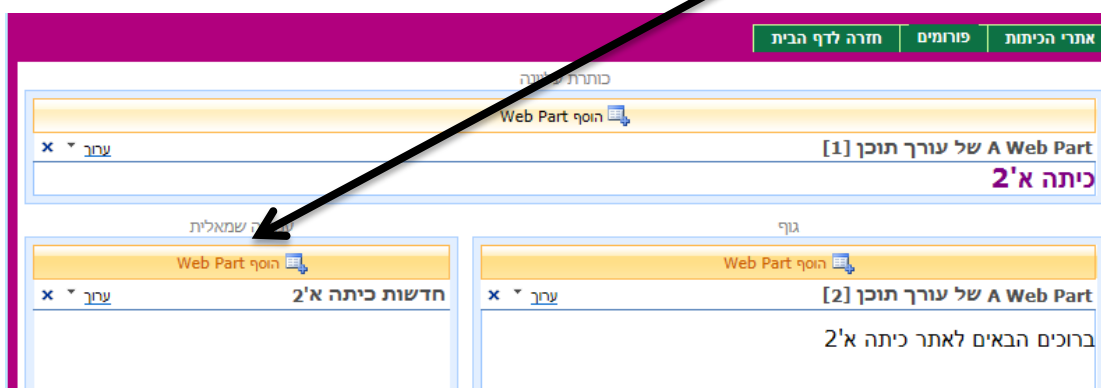 אתרי הכיתות פורומים חזרה לדף הבית
כותרת
הוסף Web Part
A Web Part של עורך תוכן [1] ערוך
כיתה א'2
גוף
הוסף Web Part
A Web Part של עורך תוכן [2] ערוך
ברוכים הבאים לאתר כיתה א'2
שמאלית
הוסף Web Part
חדשות כיתה א'2 ערוך